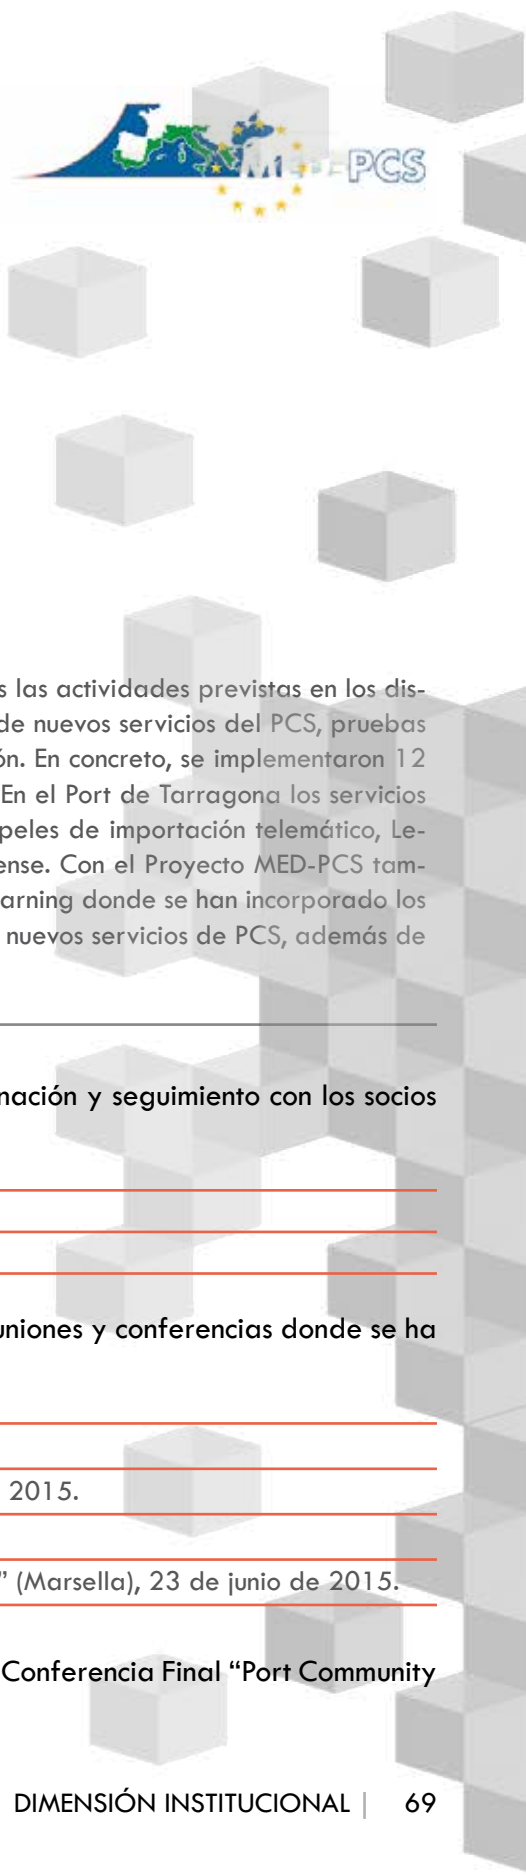 MED-PCS
s las actividades previstas en los dis-
de nuevos servicios del PCS, pruebas
ón. En concreto, se implementaron 12
En el Port de Tarragona los servicios
peles de importación telemático, Le-
ense. Con el Proyecto MED-PCS tam-
arning donde se han incorporado los
nuevos servicios de PCS, además de
nación y seguimiento con los socios
uniones y conferencias donde se ha
2015.
” (Marsella), 23 de junio de 2015.
Conferencia Final “Port Community
DIMENSIÓN INSTITUCIONAL | 69